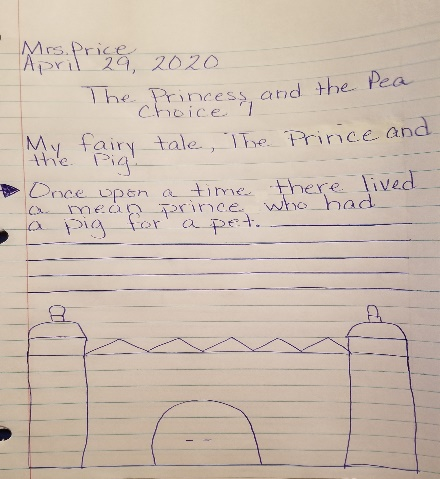 Mrs. Price
April 29, 2020
The Princess and the Pea
Choice 1
My fairy tale, The Prince and
the Pig.
Once upon a time there lived
a mean prince who had
a pig for a pet.